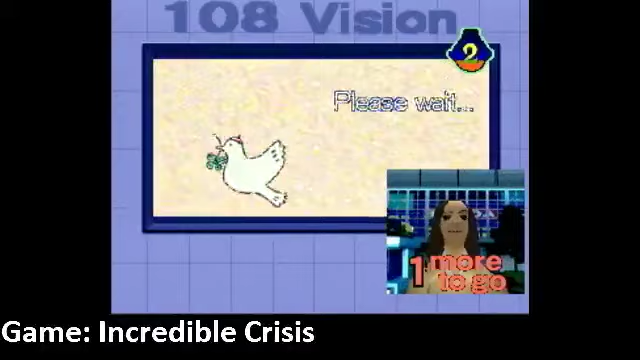 108 Vision
2
Please wait...
1 more
to go
Game: Incredible Crisis